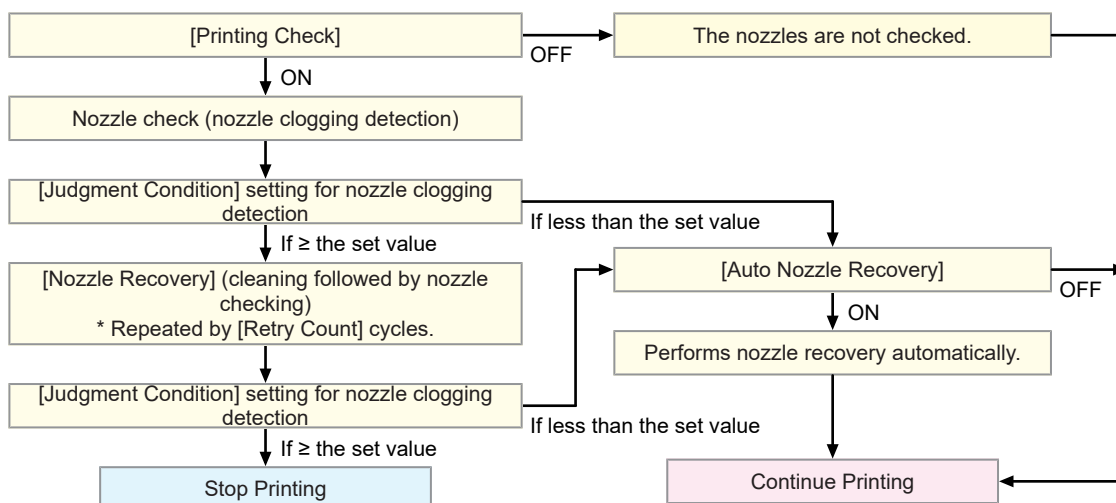 [Printing Check]
OFF
The nozzles are not checked.
ON
Nozzle check (nozzle clogging detection)
[Judgment Condition] setting for nozzle clogging
detection
If less than the set value
If ≥ the set value
[Nozzle Recovery] (cleaning followed by nozzle
checking)
* Repeated by [Retry Count] cycles.
[Auto Nozzle Recovery]
OFF
ON
Performs nozzle recovery automatically.
[Judgment Condition] setting for nozzle clogging
detection
If less than the set value
If ≥ the set value
Stop Printing
Continue Printing